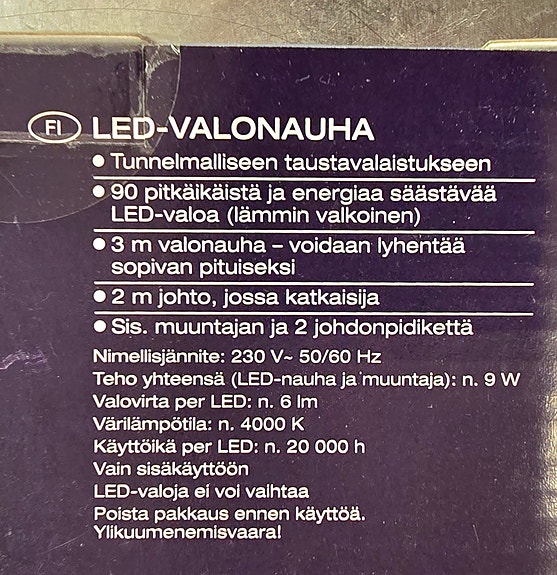 FI LED-VALONAUHA
• Tunnelmalliseen taustavalaistukseen
• 90 pitkäikäistä ja energiaa säästävää
LED-valoa (lämmin valkoinen)
• 3 m valonauha – voidaan lyhentää
sopivan pituiseksi
• 2 m johto, jossa katkaisija
• Sis. muuntajan ja 2 johdonpidikettä
Nimellisjännite: 230 V~ 50/60 Hz
Teho yhteensä (LED-nauha ja muuntaja): n. 9 W
Valovirta per LED: n. 6 lm
Värilämpötila: n. 4000 K
Käyttöikä per LED: n. 20 000 h
Vain sisäkäyttöön
LED-valoja ei voi vaihtaa
Poista pakkaus ennen käyttöä.
Ylikuumenemisvaara!